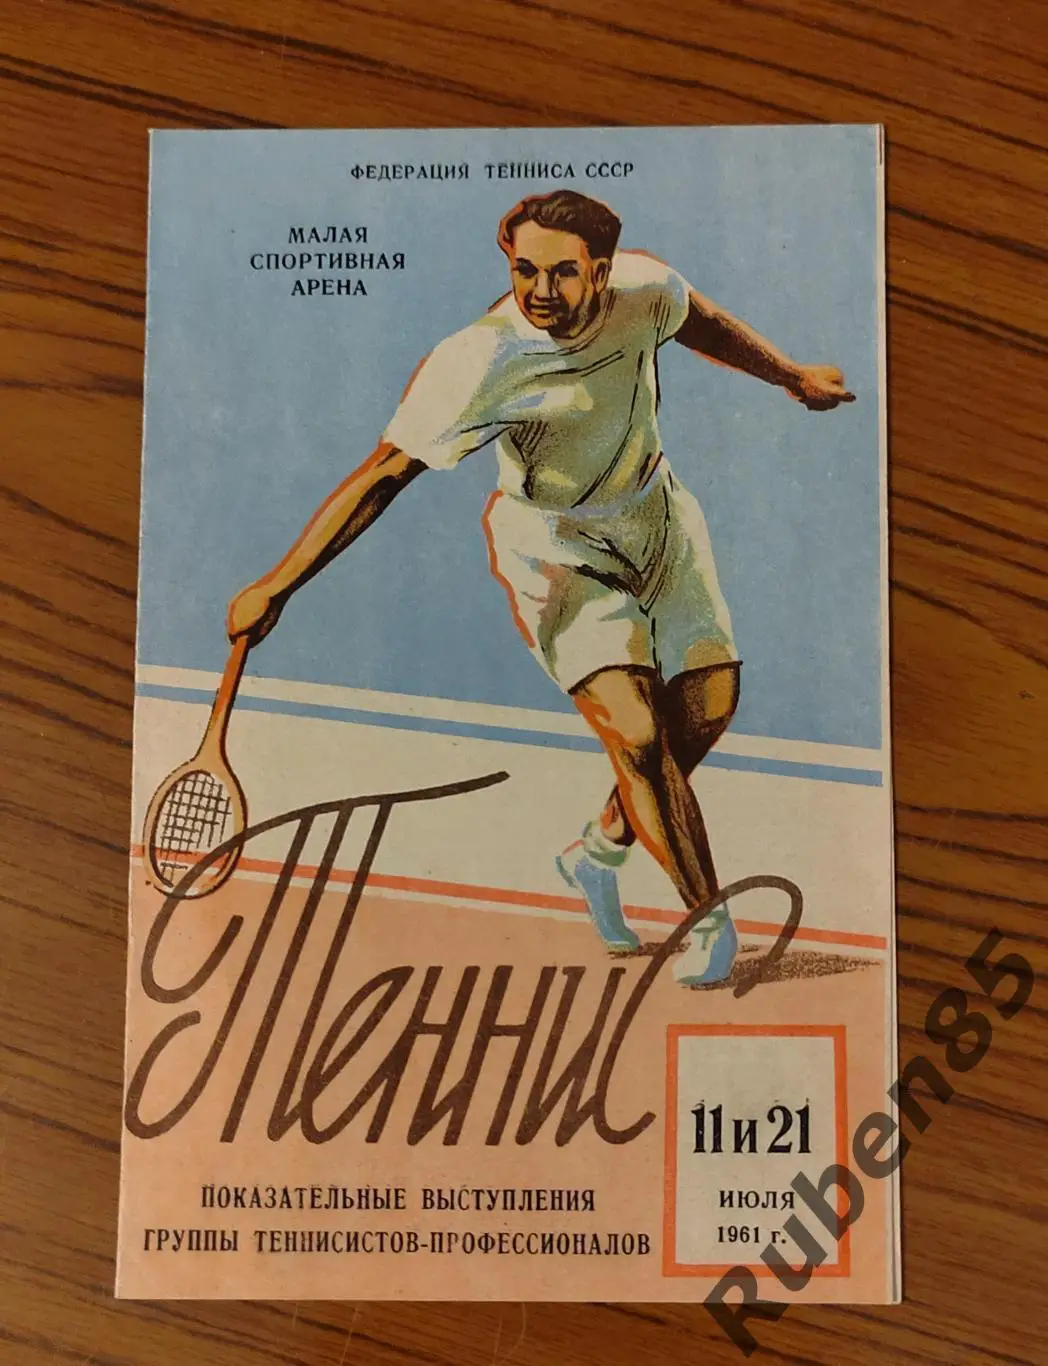 ФЕДЕРАЦИЯ ТЕННИСА СССР
МАЛАЯ
СПОРТИВНАЯ
АРЕНА
Теннис
11 и 21
ИЮЛЯ
1961 г.
ПОКАЗАТЕЛЬНЫЕ ВЫСТУПЛЕНИЯ
ГРУППЫ ТЕННИСИСТОВ-ПРОФЕССИОНАЛОВ
Ruben85